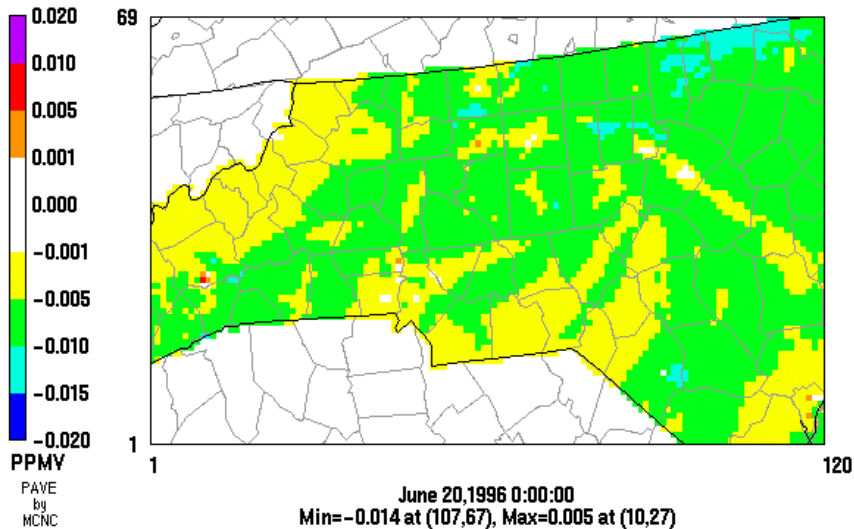 0.020
0.010
0.005
0.001
0.000
−0.001
−0.005
−0.010
−0.015
−0.020
PPMV
PAVE
by
MCNC
69
1
1
120
June 20,1996 0:00:00
Min=−0.014 at (107,67), Max=0.005 at (10,27)